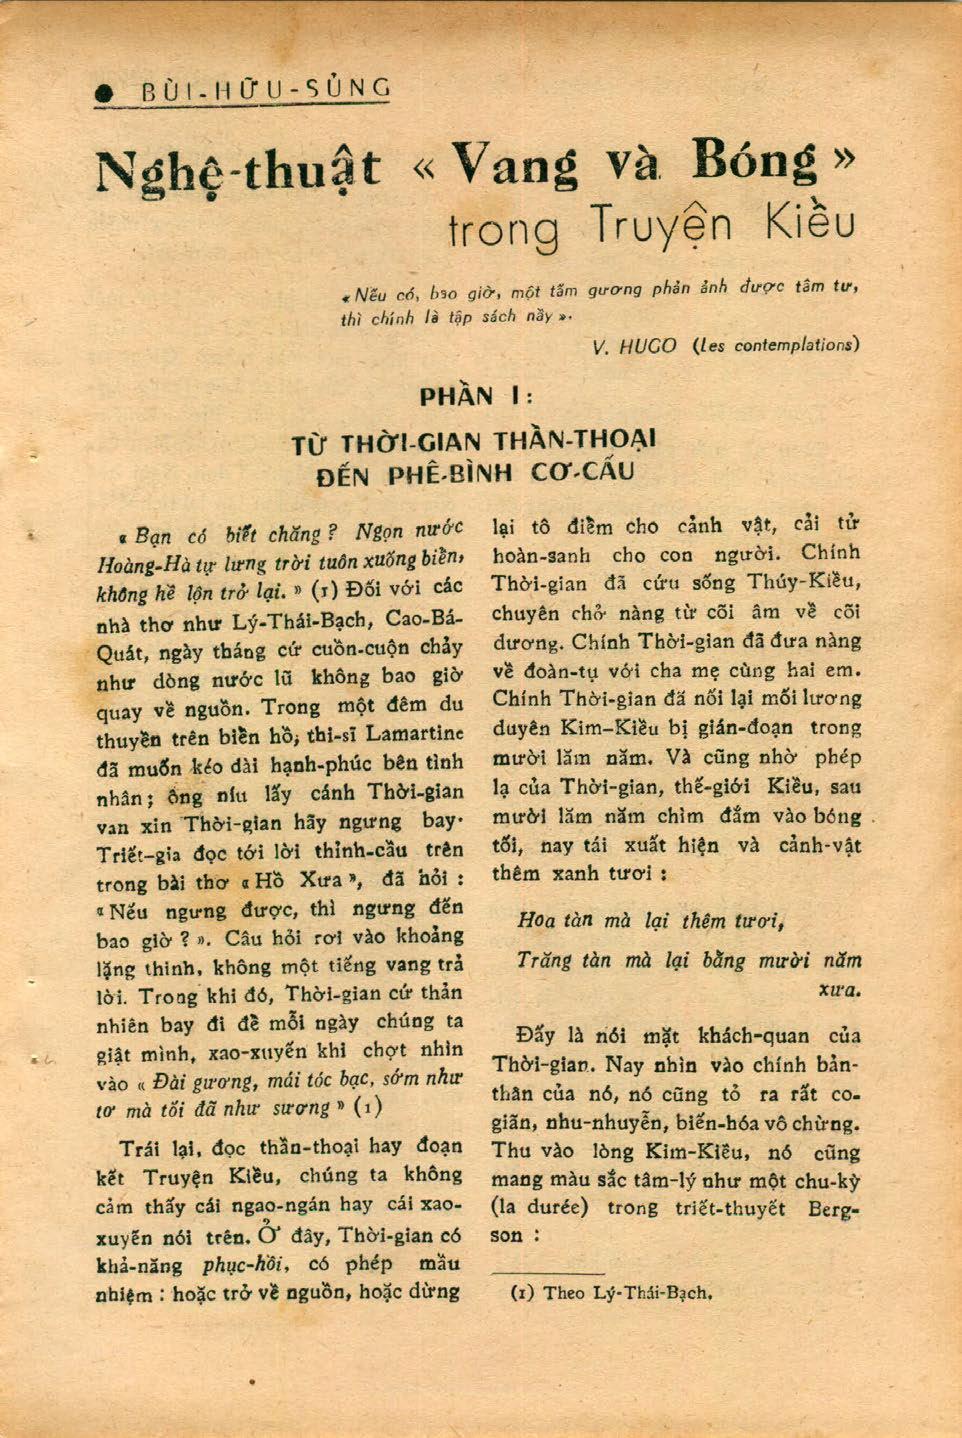 ● BÙI-HỮU-SỦNG
Nghệ-thuật « Vang và Bóng »
trong Truyện Kiều
« Nếu có, bao giờ, một tấm gương phản ảnh được tâm tư,
thì chính là tập sách nầy ».
V. HUGO (Les contemplations)
PHẦN I :
TỪ THỜI-GIAN THẦN-THOẠI
ĐẾN PHÊ-BÌNH CƠ-CẤU
« Bạn có biết chăng ? Ngọn nước
Hoàng-Hà tự lưng trời tuôn xuống biển,
không hề lộn trở lại. » (1) Đối với các
nhà thơ như Lý-Thái-Bạch, Cao-Bá-
Quát, ngày tháng cứ cuồn-cuộn chảy
như dòng nước lũ không bao giờ
quay về nguồn. Trong một đêm du
thuyền trên biển hồ, thi-sĩ Lamartine
đã muốn kéo dài hạnh-phúc bên tình
nhân ; ông níu lấy cánh Thời-gian
van xin Thời-gian hãy ngưng bay.
Triết-gia đọc tới lời thỉnh-cầu trên
trong bài thơ « Hồ Xưa », đã hỏi :
« Nếu ngưng được, thì ngưng đến
bao giờ ? ». Câu hỏi rơi vào khoảng
lặng thinh, không một tiếng vang trả
lời. Trong khi đó, Thời-gian cứ thản
nhiên bay đi để mỗi ngày chúng ta
giật mình, xao-xuyến khi chợt nhìn
vào « Đài gương, mái tóc bạc, sớm như
tơ mà tối đã như sương » (1)
Trái lại, đọc thần-thoại hay đoạn
kết Truyện Kiều, chúng ta không
cảm thấy cái ngao-ngán hay cái xao-
xuyến nói trên. Ở đây, Thời-gian có
khả-năng phục-hồi, có phép mầu
nhiệm : hoặc trở về nguồn, hoặc dừng
lại tô điểm cho cảnh vật, cải tử
hoàn-sanh cho con người. Chính
Thời-gian đã cứu sống Thúy-Kiều,
chuyên chở nàng từ cõi âm về cõi
dương. Chính Thời-gian đã đưa nàng
về đoàn-tụ với cha mẹ cùng hai em.
Chính Thời-gian đã nối lại mối lương
duyên Kim-Kiều bị gián-đoạn trong
mười lăm năm. Và cũng nhờ phép
lạ của Thời-gian, thế-giới Kiều, sau
mười lăm năm chìm đắm vào bóng
tối, nay tái xuất hiện và cảnh-vật
thêm xanh tươi :
Hoa tàn mà lại thêm tươi,
Trăng tàn mà lại bằng mười năm
xưa.
Đấy là nói mặt khách-quan của
Thời-gian. Nay nhìn vào chính bản-
thân của nó, nó cũng tỏ ra rất co-
giãn, nhu-nhuyễn, biến-hóa vô chừng.
Thu vào lòng Kim-Kiều, nó cũng
mang màu sắc tâm-lý như một chu-kỳ
(la durée) trong triết-thuyết Berg-
son :
(1) Theo Lý-Thái-Bạch.